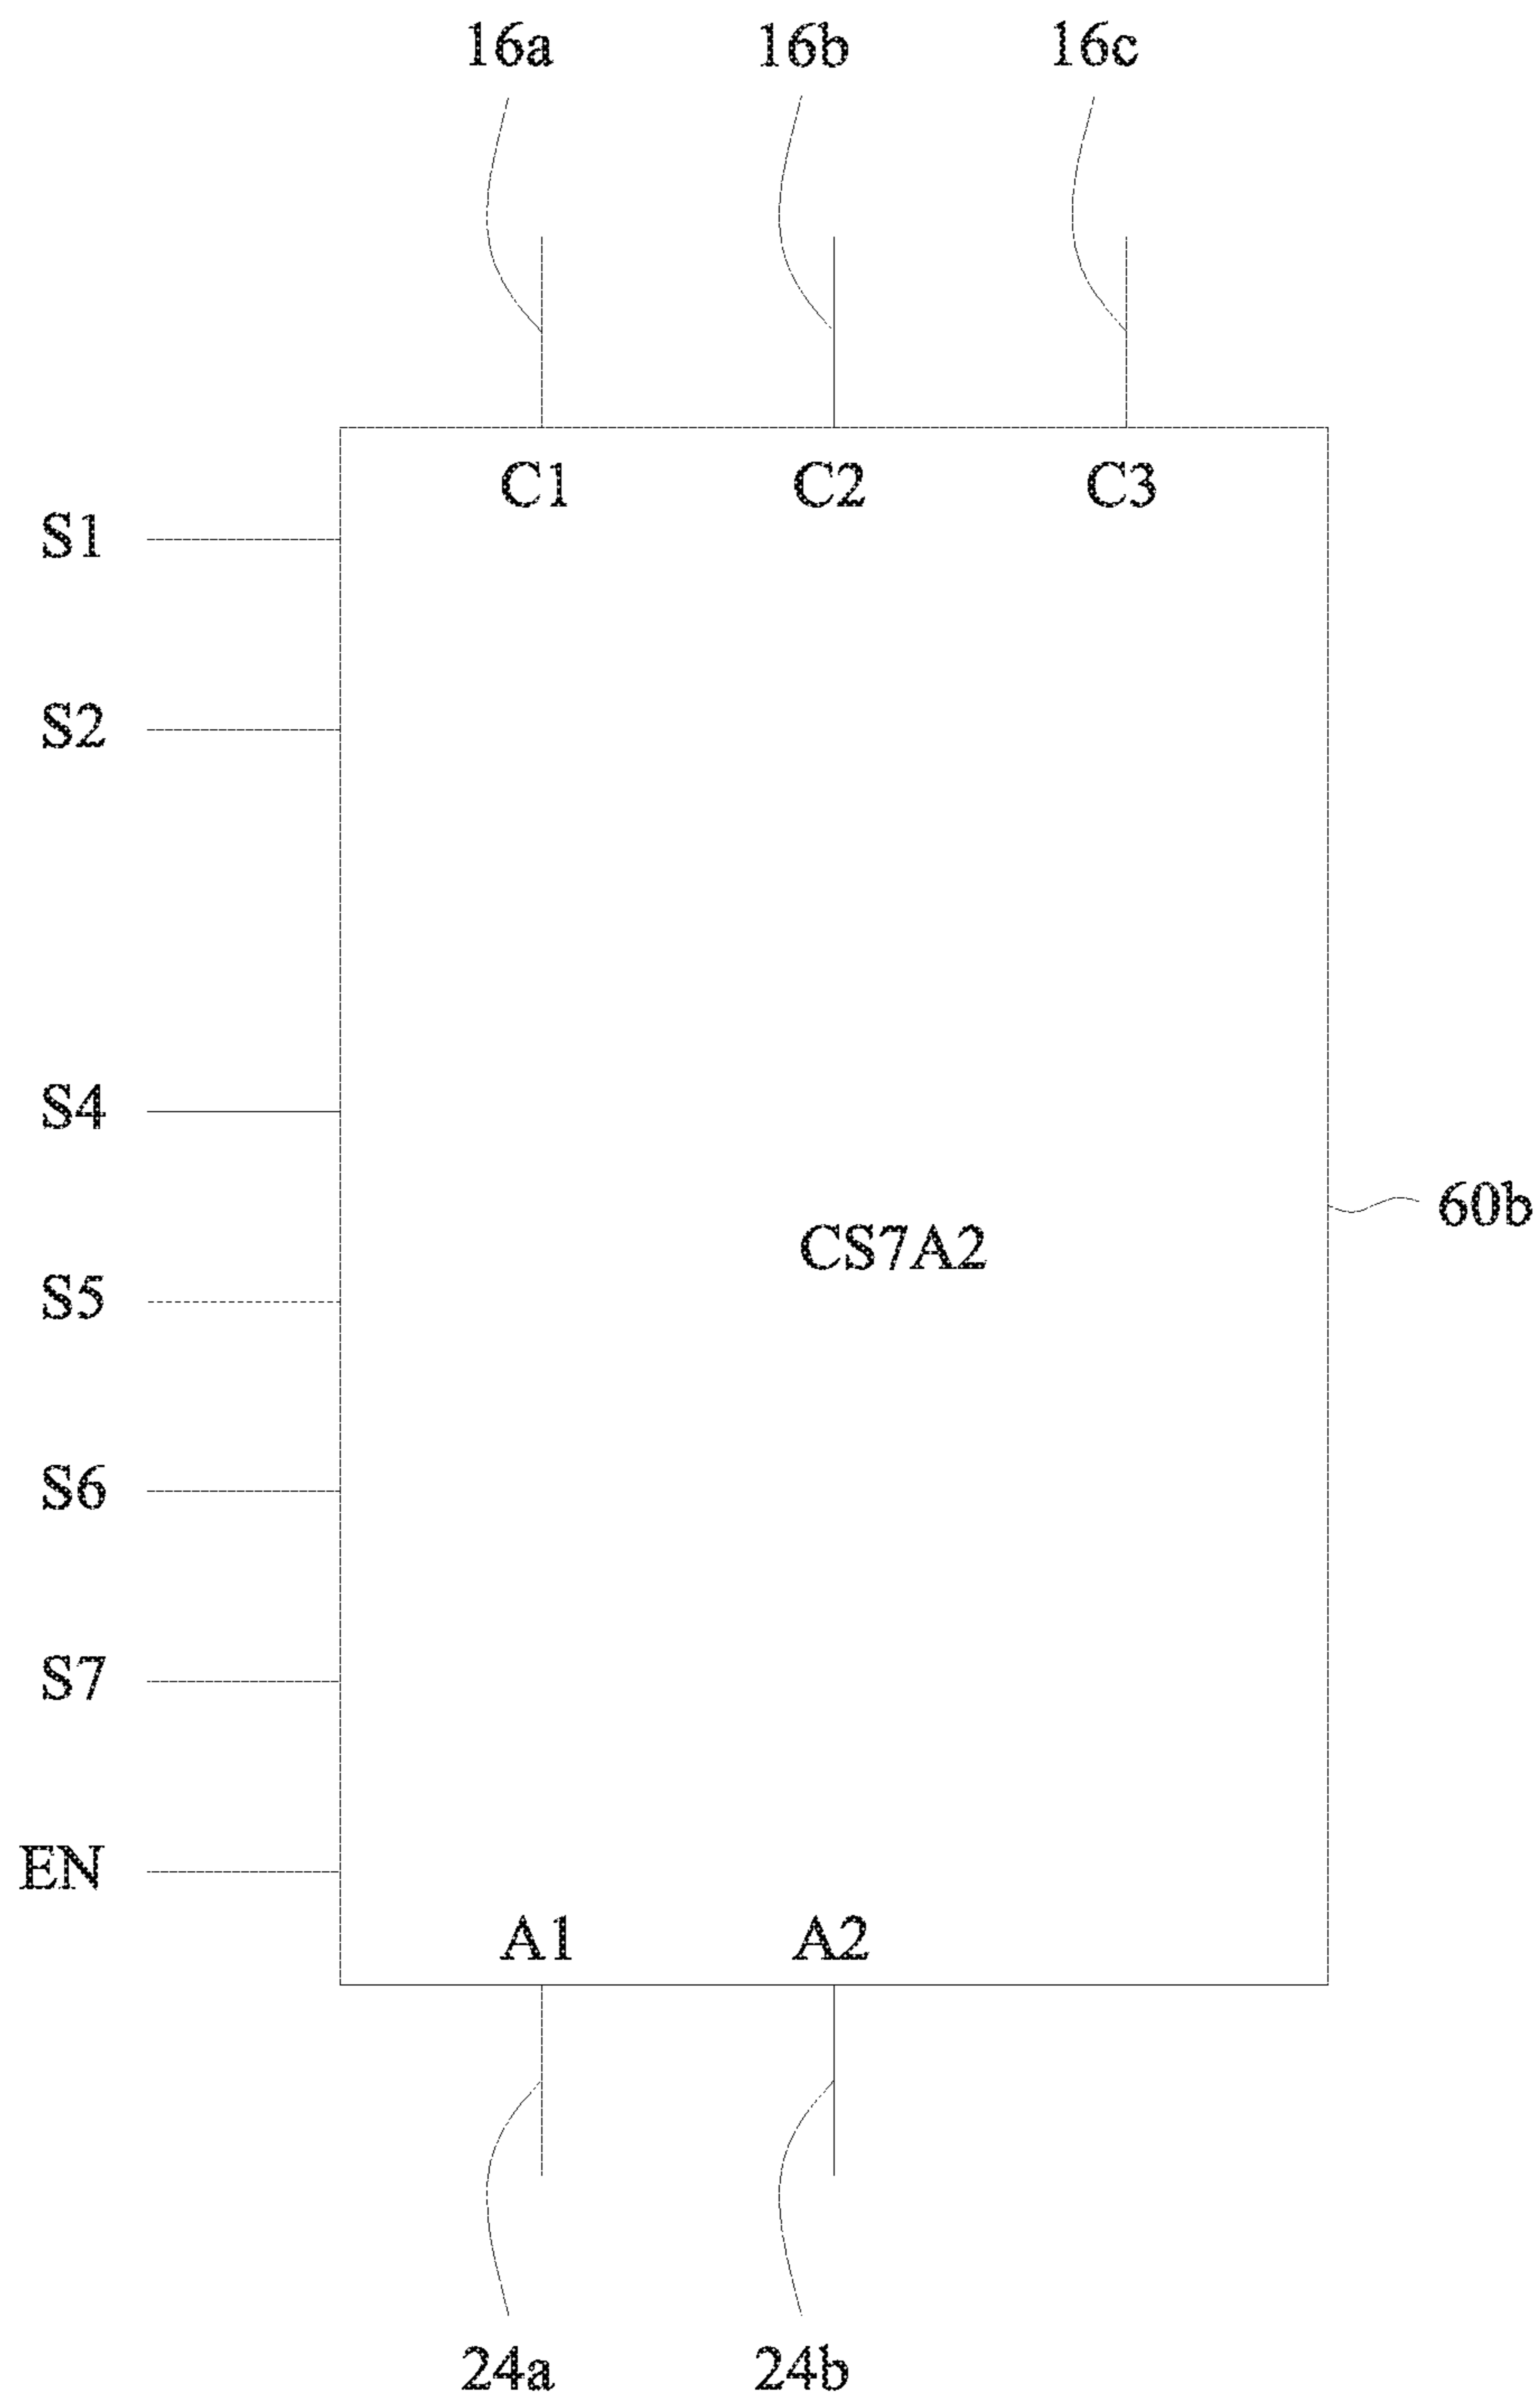 16a 16b 16c
C1 C2 C3
S1
S2
S4
60b
CS7A2
S5
S6
S7
EN
A1 A2
24a 24b